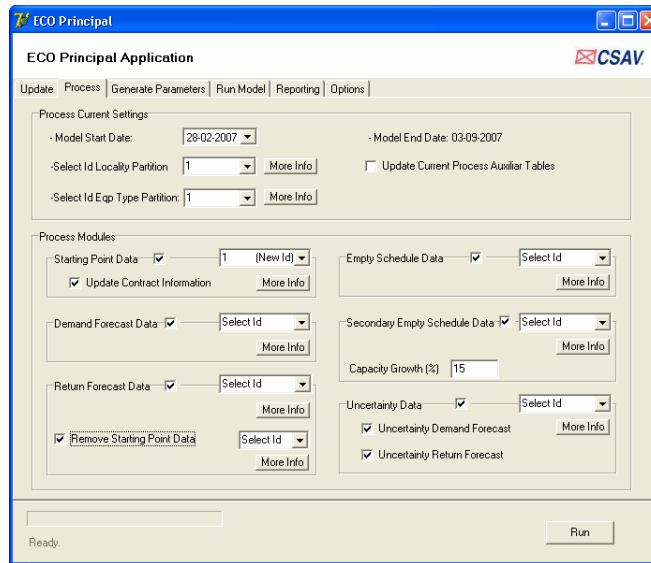 ECO Principal
ECO Principal Application
CSAV
Update Process Generate Parameters Run Model Reporting Options
Process Current Settings
- Model Start Date: 28-02-2007 - Model End Date: 03-09-2007
-Select Id Locality Partition 1 More Info Update Current Process Auxiliar Tables
-Select Id Eqp Type Partition: 1 More Info
Process Modules
Starting Point Data 1 (New Id) Empty Schedule Data Select Id
Update Contract Information More Info More Info
Demand Forecast Data Select Id Secondary Empty Schedule Data Select Id
More Info More Info
Capacity Growth (%) 15
Return Forecast Data Select Id
Uncertainty Data Select Id
More Info Uncertainty Demand Forecast More Info
Remove Starting Point Data Select Id
Uncertainty Return Forecast
More Info
Run
Ready.